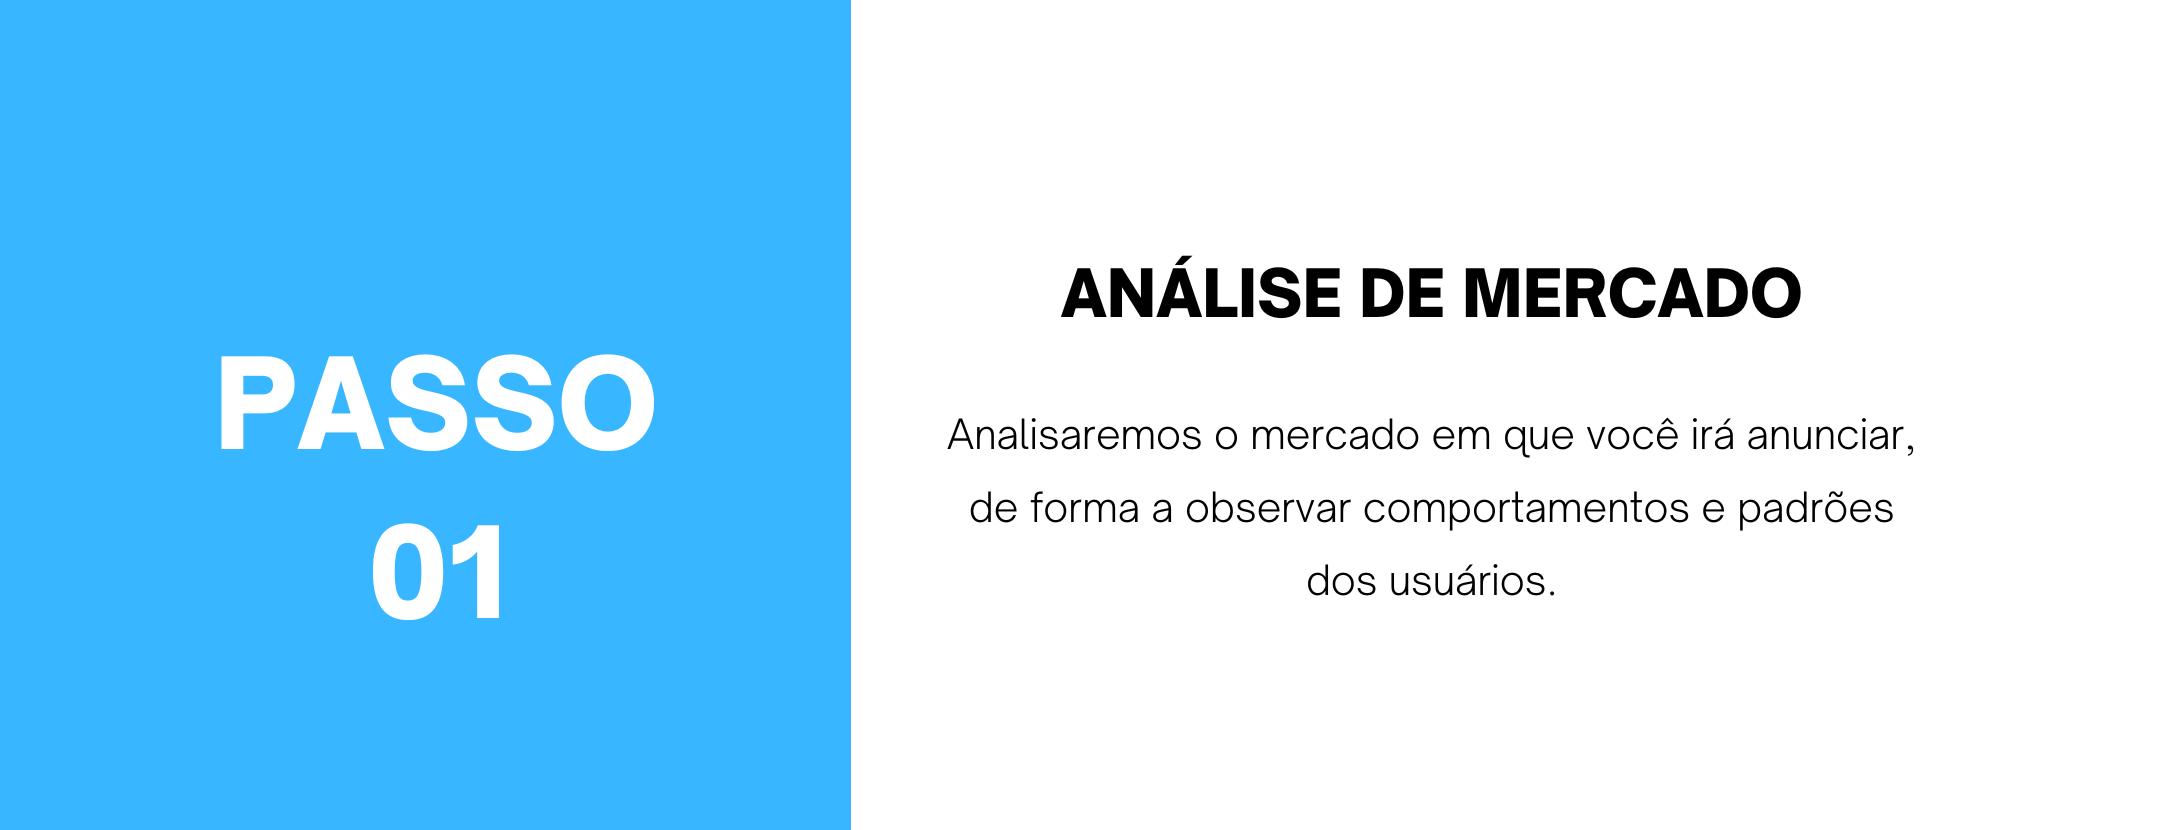 PASSO
01
ANÁLISE DE MERCADO
Analisaremos o mercado em que você irá anunciar,
de forma a observar comportamentos e padrões
dos usuários.